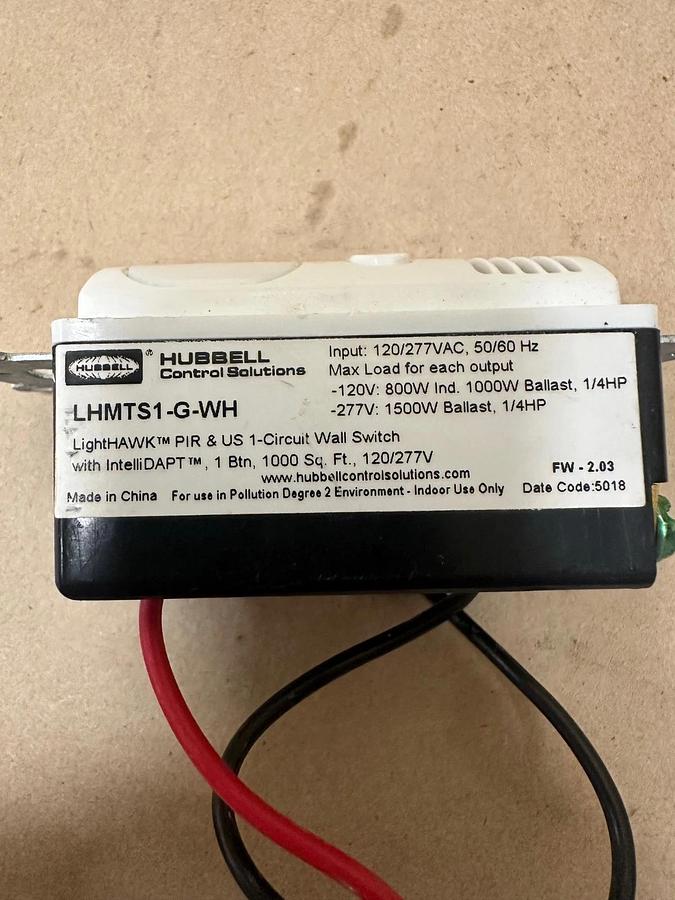 HUBBELL
®
HUBBELL
Control Solutions
Input: 120/277VAC, 50/60 Hz
Max Load for each output
-120V: 800W Ind. 1000W Ballast, 1/4HP
-277V: 1500W Ballast, 1/4HP
LHMTS1-G-WH
LightHAWK™ PIR & US 1-Circuit Wall Switch
with IntelliDAPT™, 1 Btn, 1000 Sq. Ft., 120/277V
www.hubbellcontrolsolutions.com
FW - 2.03
Made in China For use in Pollution Degree 2 Environment - Indoor Use Only Date Code:5018